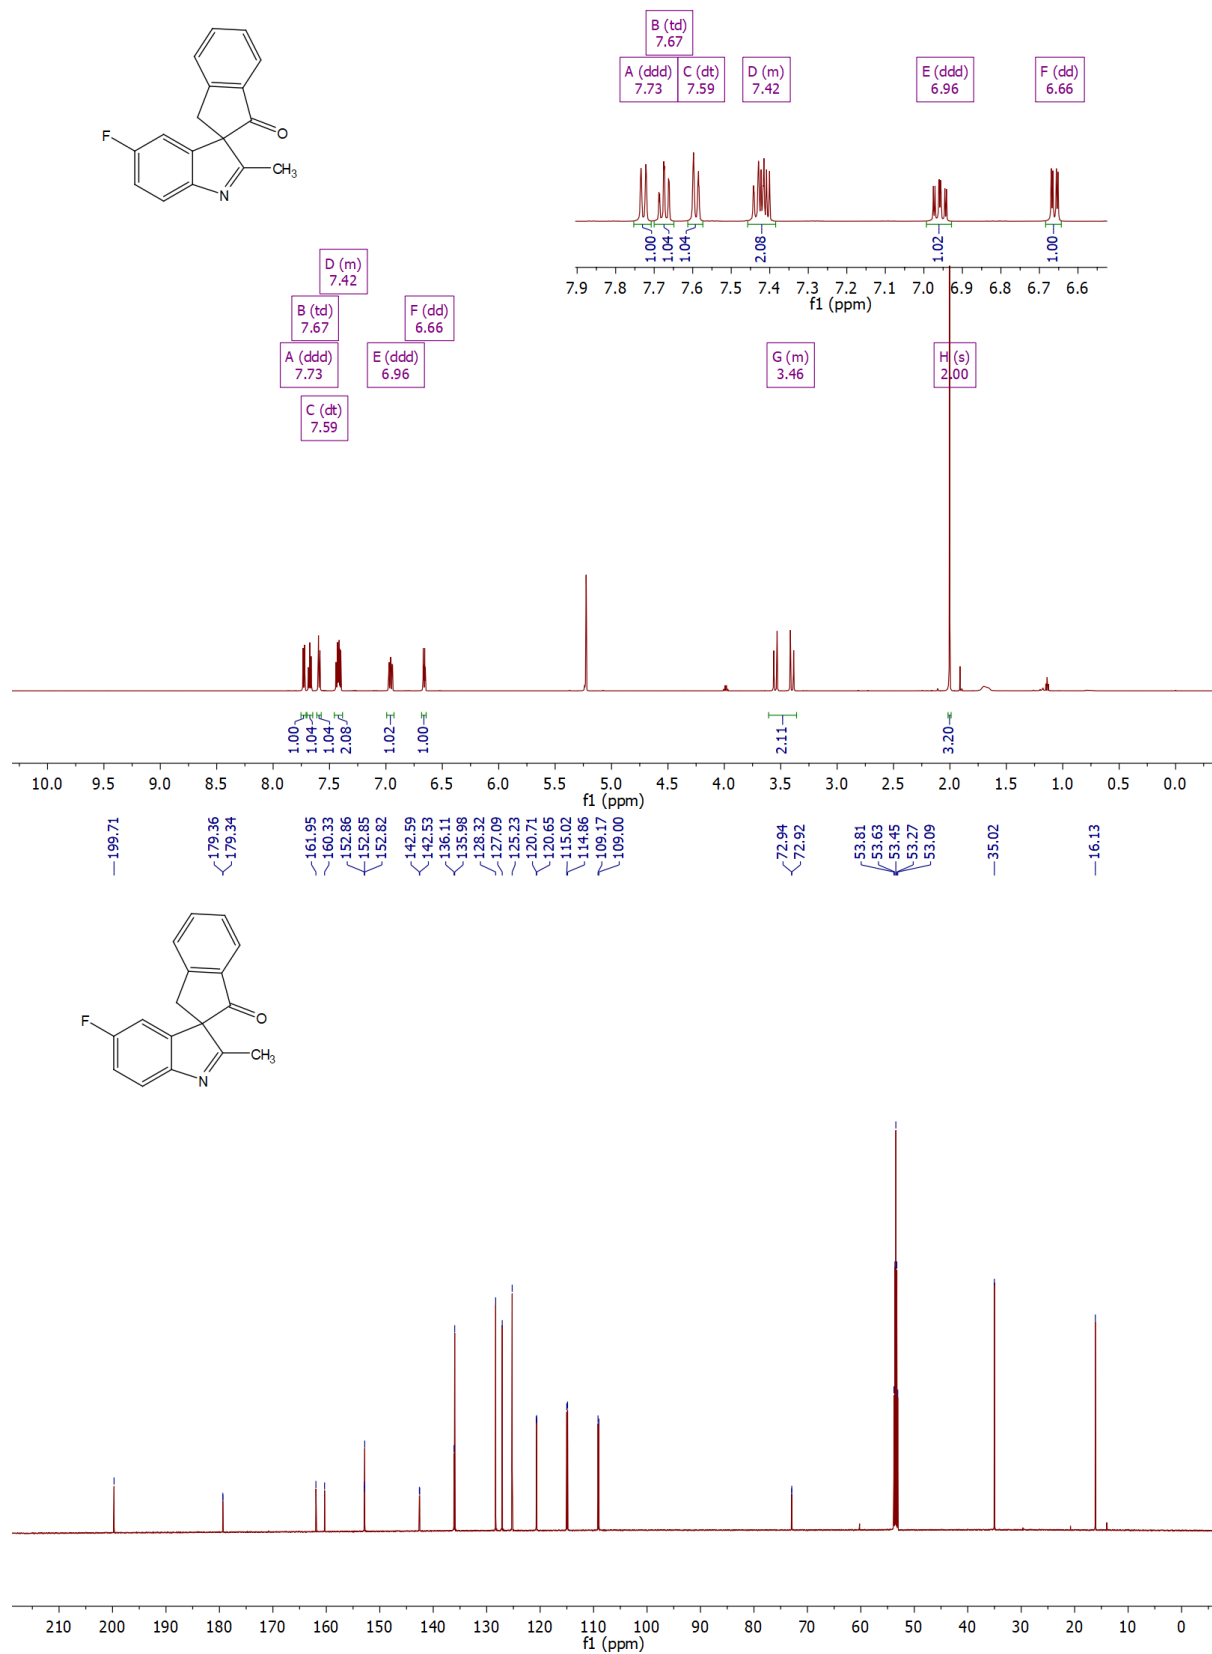 B (td)
7.67
A (ddd)
7.73
C (dt)
7.59
D (m)
7.42
E (ddd)
6.96
F (dd)
6.66
F
O
CH3
N
1.00
1.04
1.04
2.08
1.02
1.00
7.9 7.8 7.7 7.6 7.5 7.4 7.3 7.2 7.1 7.0 6.9 6.8 6.7 6.6
f1 (ppm)
D (m)
7.42
B (td)
7.67
F (dd)
6.66
A (ddd)
7.73
E (ddd)
6.96
G (m)
3.46
H (s)
2.00
C (dt)
7.59
1.00
1.04
1.04
2.08
1.02
1.00
2.11
3.20
10.0 9.5 9.0 8.5 8.0 7.5 7.0 6.5 6.0 5.5 5.0 4.5 4.0 3.5 3.0 2.5 2.0 1.5 1.0 0.5 0.0
f1 (ppm)
199.71
179.36
179.34
161.95
160.33
152.86
152.85
152.82
142.59
142.53
136.11
135.98
128.32
127.09
125.23
120.71
120.65
115.02
114.86
109.17
109.00
72.94
72.92
53.81
53.63
53.45
53.27
53.09
35.02
16.13
F
O
CH3
N
210 200 190 180 170 160 150 140 130 120 110 100 90 80 70 60 50 40 30 20 10 0
f1 (ppm)